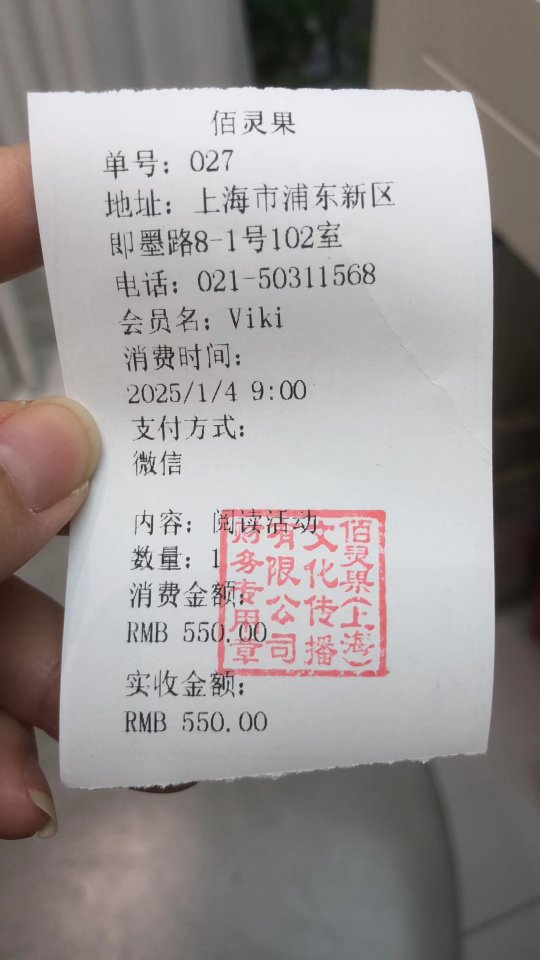 佰灵果
单号：027
地址：上海市浦东新区
即墨路8-1号102室
电话：021-50311568
会员名：Viki
消费时间：
2025/1/4 9:00
支付方式：
微信
内容：阅读活动
数量：1
消费金额：
RMB 550.00
实收金额：
RMB 550.00
佰灵果(上海)
文化传播
有限公司
财务专用章